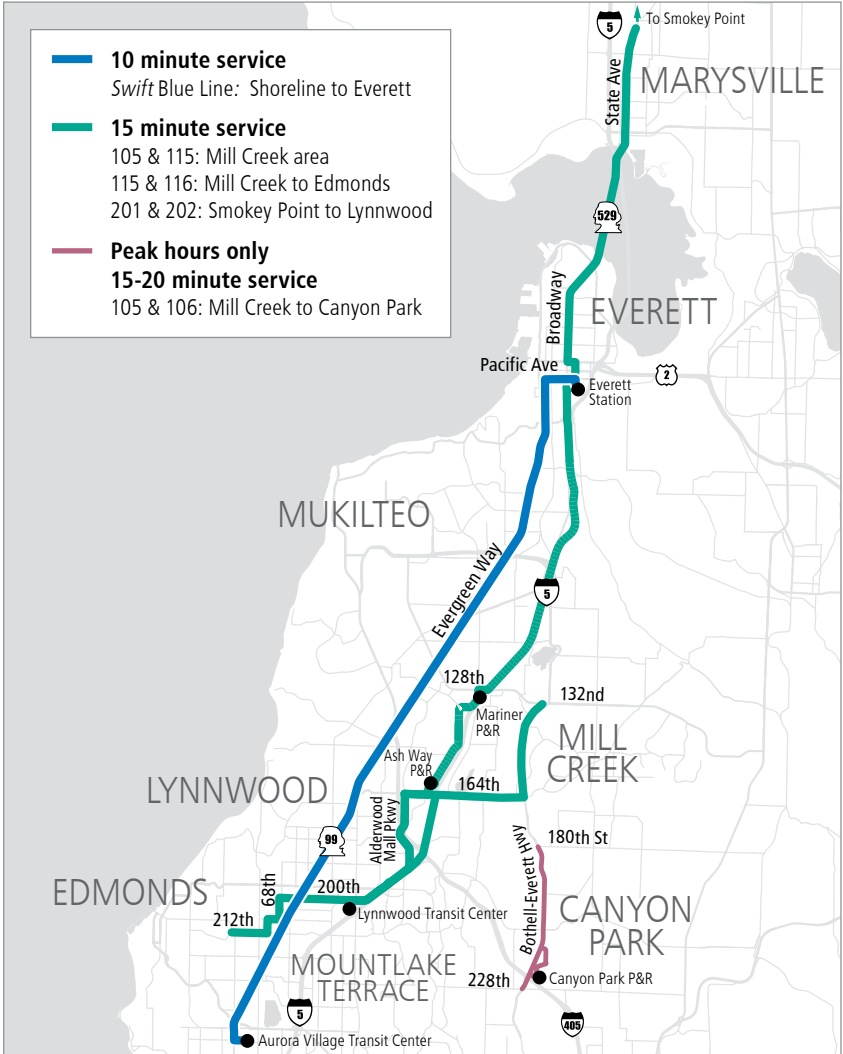 10 minute service
Swift Blue Line: Shoreline to Everett
15 minute service
105 & 115: Mill Creek area
115 & 116: Mill Creek to Edmonds
201 & 202: Smokey Point to Lynnwood
Peak hours only
15-20 minute service
105 & 106: Mill Creek to Canyon Park
5
To Smokey Point
MARYSVILLE
State Ave
529
Broadway
EVERETT
Pacific Ave
2
Everett
Station
MUKILTEO
Evergreen Way
5
128th
132nd
Mariner
P&R
MILL
CREEK
Ash Way
P&R
164th
LYNNWOOD
Alderwood
Mall Pkwy
99
180th St
Bothell-Everett Hwy
EDMONDS
68th
200th
212th
Lynnwood Transit Center
CANYON
PARK
MOUNTLAKE
TERRACE
228th
Canyon Park P&R
5
405
Aurora Village Transit Center